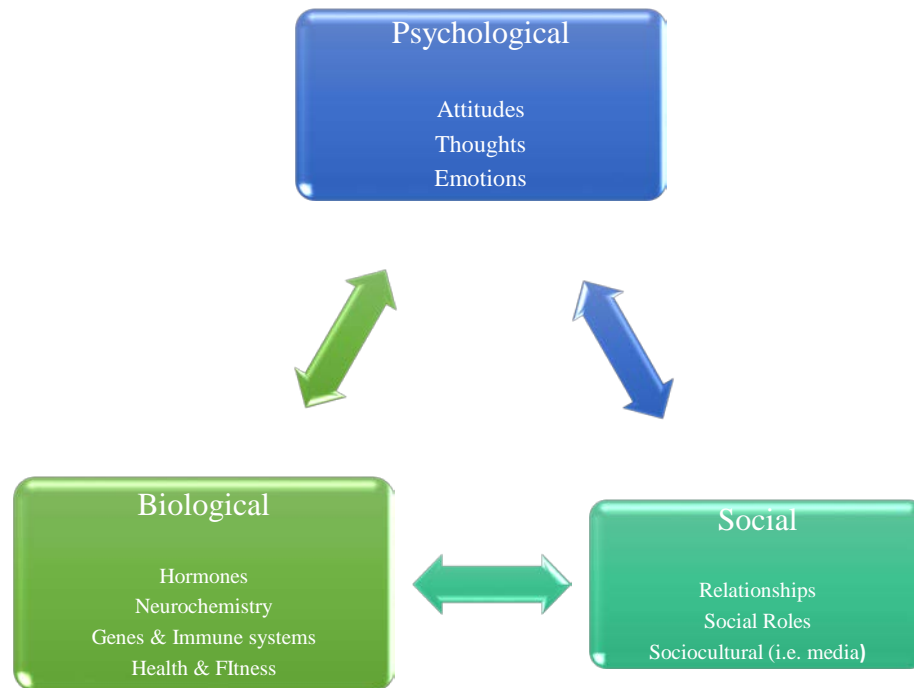 Psychological
Attitudes
Thoughts
Emotions
Biological
Hormones
Neurochemistry
Genes & Immune systems
Health & FItness
Social
Relationships
Social Roles
Sociocultural (i.e. media)